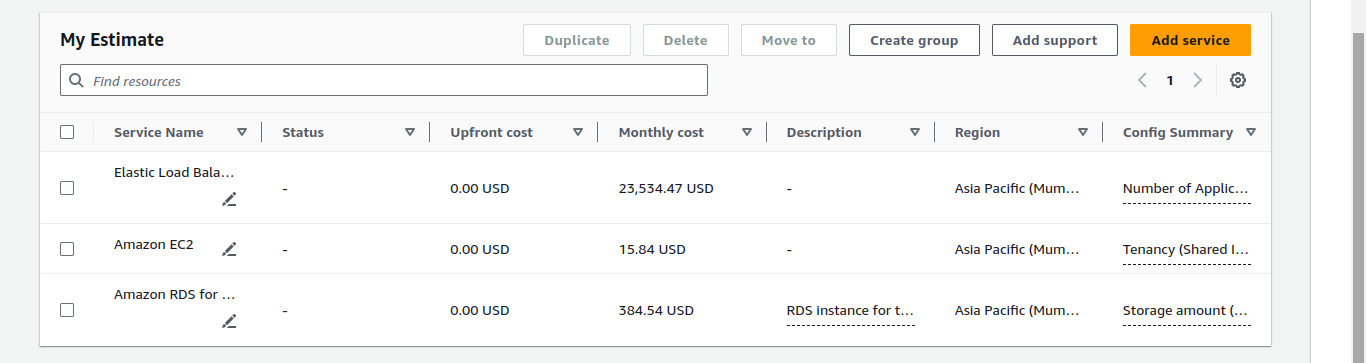 My Estimate
Duplicate
Delete
Move to
Create group
Add support
Add service
Find resources
1
Service Name
Status
Upfront cost
Monthly cost
Description
Region
Config Summary
Elastic Load Bala…
-
0.00 USD
23,534.47 USD
-
Asia Pacific (Mum…
Number of Applic…
Amazon EC2
-
0.00 USD
15.84 USD
-
Asia Pacific (Mum…
Tenancy (Shared I…
Amazon RDS for …
-
0.00 USD
384.54 USD
RDS instance for t…
Asia Pacific (Mum…
Storage amount (…